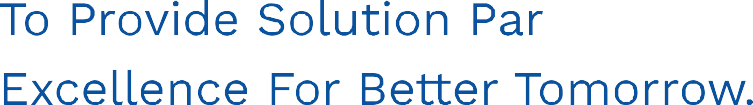 To Provide Solution Par
Excellence For Better Tomorrow.